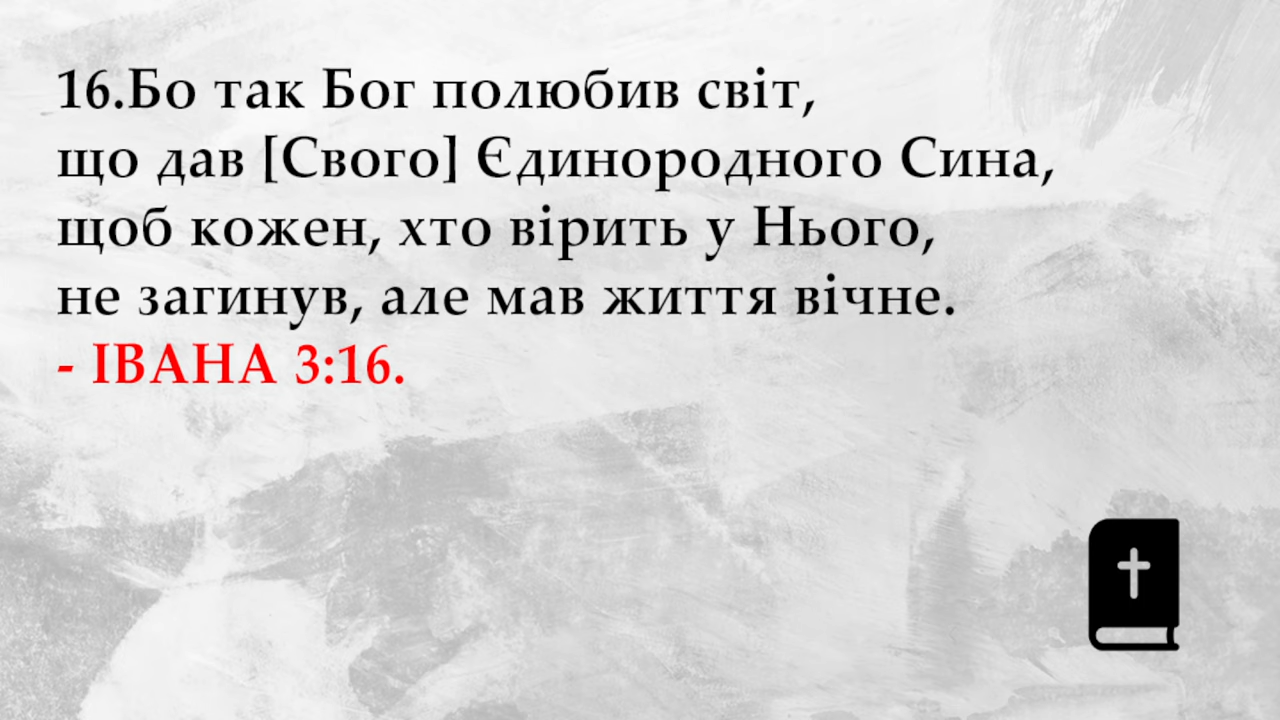 16.Бо так Бог полюбив світ,
що дав [Свого] Єдинородного Сина,
щоб кожен, хто вірить у Нього,
не загинув, але мав життя вічне.
- ІВАНА 3:16.